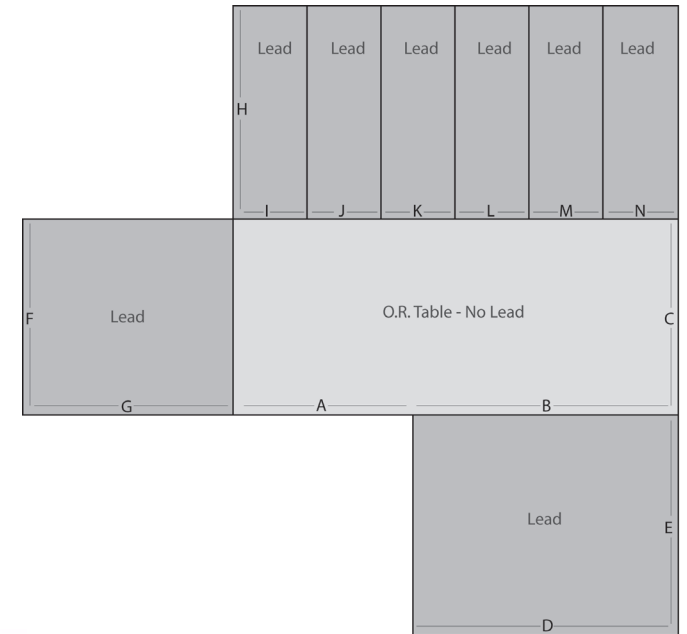 Lead Lead Lead Lead Lead Lead
H
I J K L M N
O.R. Table - No Lead
Lead
F
C
G A B
Lead
E
D